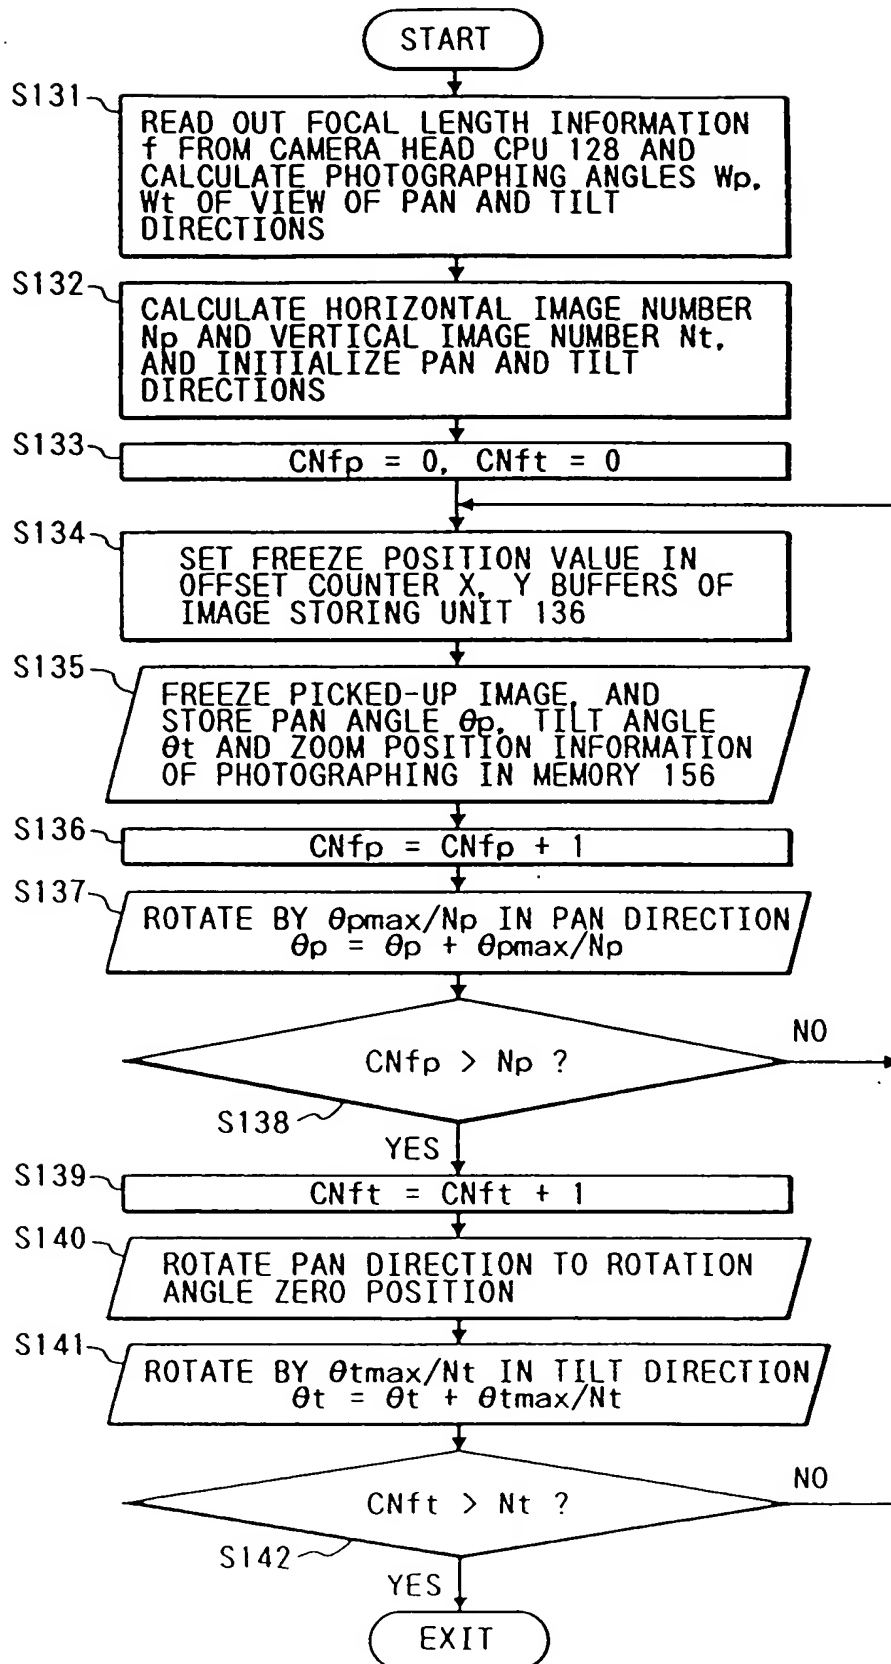 START
S131
READ OUT FOCAL LENGTH INFORMATION
f FROM CAMERA HEAD CPU 128 AND
CALCULATE PHOTOGRAPHING ANGLES Wp,
Wt OF VIEW OF PAN AND TILT
DIRECTIONS
S132
CALCULATE HORIZONTAL IMAGE NUMBER
Np AND VERTICAL IMAGE NUMBER Nt,
AND INITIALIZE PAN AND TILT
DIRECTIONS
S133
CNfp = 0, CNft = 0
S134
SET FREEZE POSITION VALUE IN
OFFSET COUNTER X, Y BUFFERS OF
IMAGE STORING UNIT 136
S135
FREEZE PICKED-UP IMAGE, AND
STORE PAN ANGLE θp, TILT ANGLE
θt AND ZOOM POSITION INFORMATION
OF PHOTOGRAPHING IN MEMORY 156
S136
CNfp = CNfp + 1
S137
ROTATE BY θpmax/Np IN PAN DIRECTION
θp = θp + θpmax/Np
CNfp > Np ?
NO
S138
YES
S139
CNft = CNft + 1
S140
ROTATE PAN DIRECTION TO ROTATION
ANGLE ZERO POSITION
S141
ROTATE BY θtmax/Nt IN TILT DIRECTION
θt = θt + θtmax/Nt
CNft > Nt ?
NO
S142
YES
EXIT